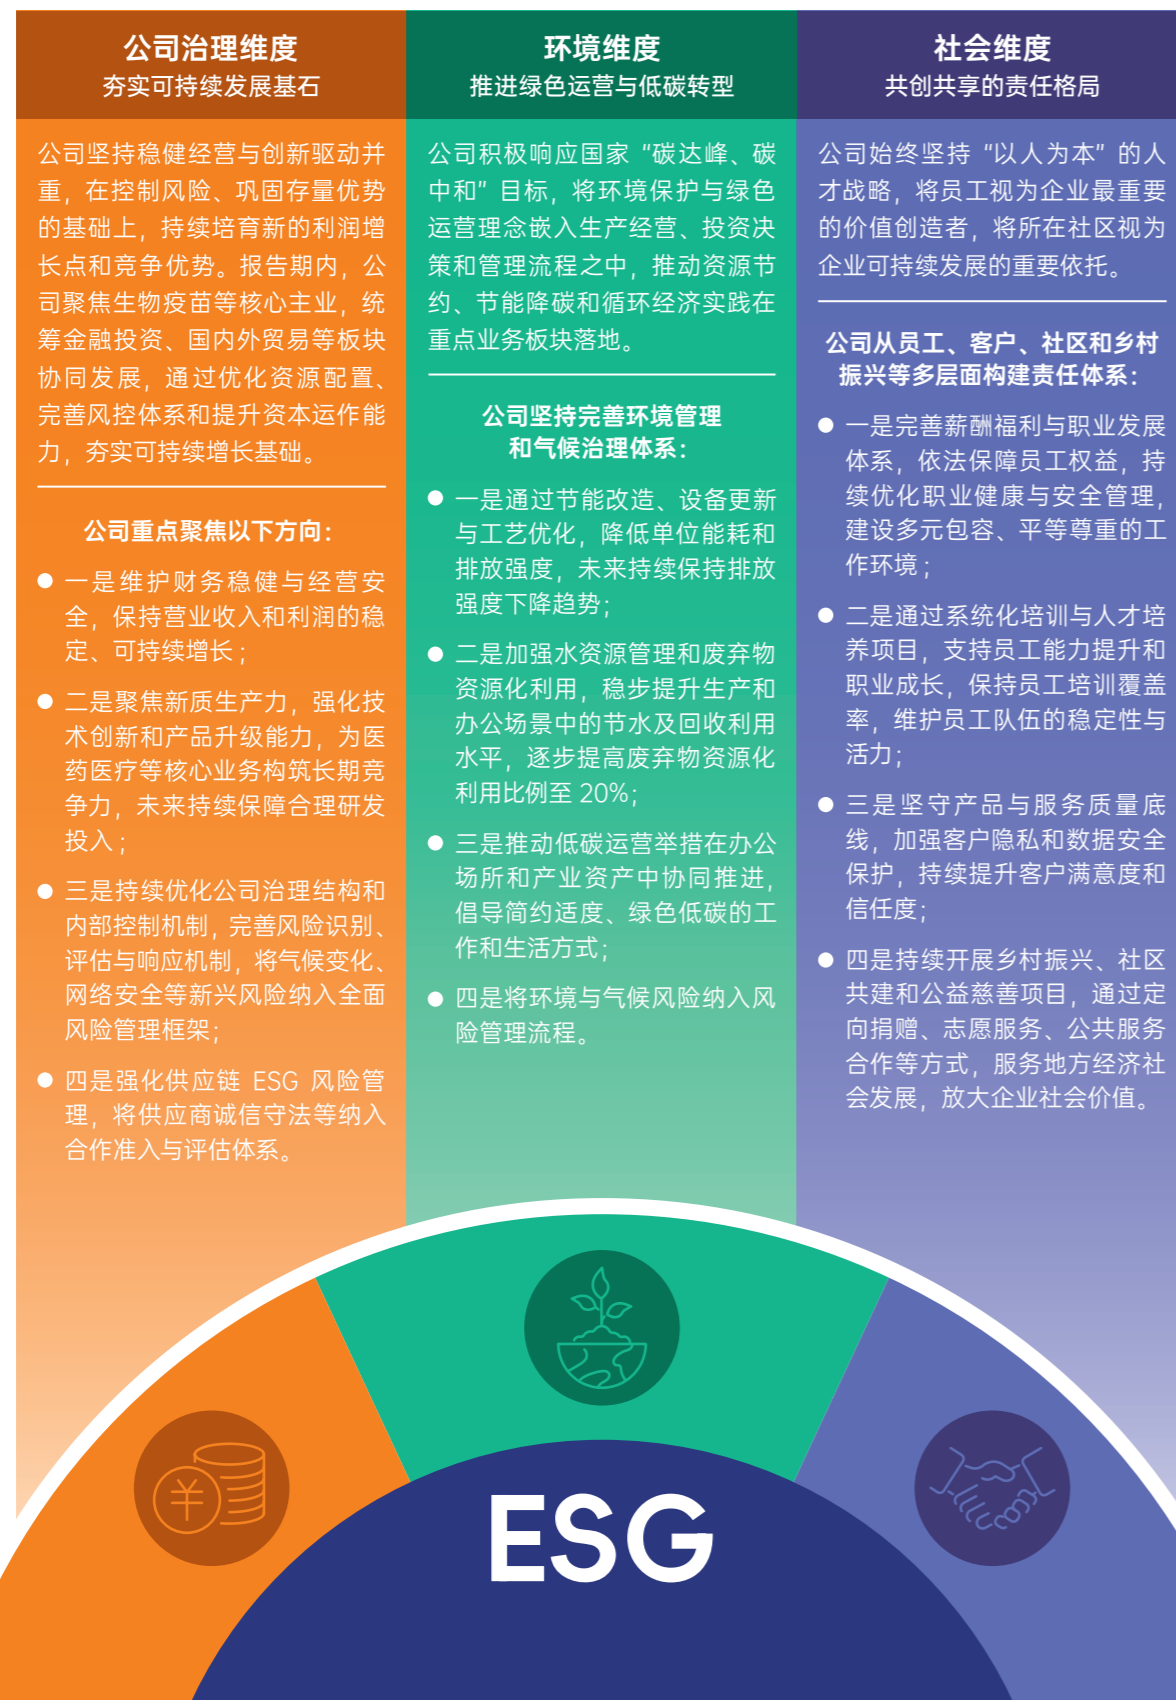 公司治理维度
夯实可持续发展基石
公司坚持稳健经营与创新驱动并
重，在控制风险、巩固存量优势
的基础上，持续培育新的利润增
长点和竞争优势。报告期内，公
司聚焦生物疫苗等核心主业，统
筹金融投资、国内外贸易等板块
协同发展，通过优化资源配置、
完善风控体系和提升资本运作能
力，夯实可持续增长基础。
公司重点聚焦以下方向：
● 一是维护财务稳健与经营安
全，保持营业收入和利润的稳
定、可持续增长；
● 二是聚焦新质生产力，强化技
术创新和产品升级能力，为医
药医疗等核心业务构筑长期竞
争力，未来持续保障合理研发
投入；
● 三是持续优化公司治理结构和
内部控制机制，完善风险识别、
评估与响应机制，将气候变化、
网络安全等新兴风险纳入全面
风险管理框架；
● 四是强化供应链 ESG 风险管
理，将供应商诚信守法等纳入
合作准入与评估体系。
环境维度
推进绿色运营与低碳转型
公司积极响应国家“碳达峰、碳
中和”目标，将环境保护与绿色
运营理念嵌入生产经营、投资决
策和管理流程之中，推动资源节
约、节能降碳和循环经济实践在
重点业务板块落地。
公司坚持完善环境管理
和气候治理体系：
● 一是通过节能改造、设备更新
与工艺优化，降低单位能耗和
排放强度，未来持续保持排放
强度下降趋势；
● 二是加强水资源管理和废弃物
资源化利用，稳步提升生产和
办公场景中的节水及回收利用
水平，逐步提高废弃物资源化
利用比例至 20%；
● 三是推动低碳运营举措在办公
场所和产业资产中协同推进，
倡导简约适度、绿色低碳的工
作和生活方式；
● 四是将环境与气候风险纳入风
险管理流程。
社会维度
共创共享的责任格局
公司始终坚持“以人为本”的人
才战略，将员工视为企业最重要
的价值创造者，将所在社区视为
企业可持续发展的重要依托。
公司从员工、客户、社区和乡村
振兴等多层面构建责任体系：
● 一是完善薪酬福利与职业发展
体系，依法保障员工权益，持
续优化职业健康与安全管理，
建设多元包容、平等尊重的工
作环境；
● 二是通过系统化培训与人才培
养项目，支持员工能力提升和
职业成长，保持员工培训覆盖
率，维护员工队伍的稳定性与
活力；
● 三是坚守产品与服务质量底
线，加强客户隐私和数据安全
保护，持续提升客户满意度和
信任度；
● 四是持续开展乡村振兴、社区
共建和公益慈善项目，通过定
向捐赠、志愿服务、公共服务
合作等方式，服务地方经济社
会发展，放大企业社会价值。
¥
ESG